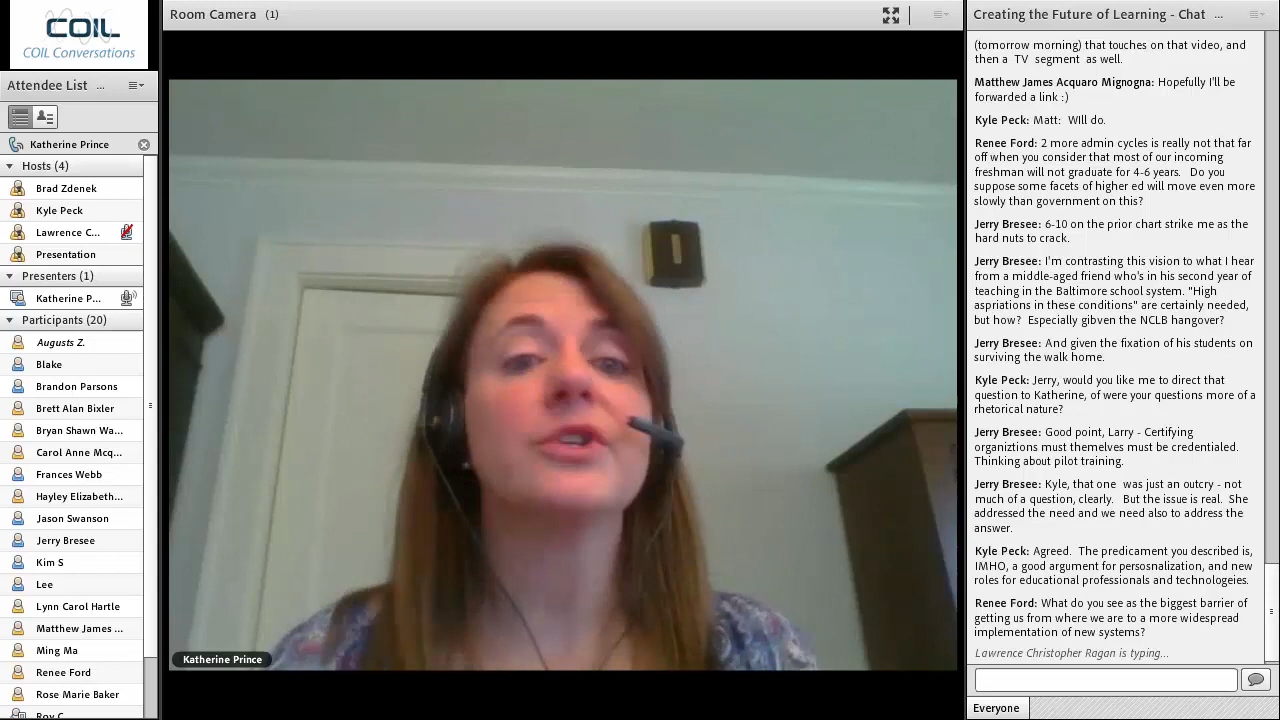 COIL
COIL Conversations
Attendee List ...
Katherine Prince
Hosts (4)
Brad Zdenek
Kyle Peck
Lawrence C...
Presentation
Presenters (1)
Katherine P...
Participants (20)
Augusts Z.
Blake
Brandon Parsons
Brett Alan Bixler
Bryan Shawn Wa...
Carol Anne Mcq...
Frances Webb
Hayley Elizabeth...
Jason Swanson
Jerry Bresee
Kim S
Lee
Lynn Carol Hartle
Matthew James ...
Ming Ma
Renee Ford
Rose Marie Baker
Roy C
Room Camera (1)
Katherine Prince
Creating the Future of Learning - Chat ...
(tomorrow morning) that touches on that video, and
then a TV segment as well.
Matthew James Acquaro Mignogna: Hopefully I'll be
forwarded a link :)
Kyle Peck: Matt: WIll do.
Renee Ford: 2 more admin cycles is really not that far
off when you consider that most of our incoming
freshman will not graduate for 4-6 years. Do you
suppose some facets of higher ed will move even more
slowly than government on this?
Jerry Bresee: 6-10 on the prior chart strike me as the
hard nuts to crack.
Jerry Bresee: I'm contrasting this vision to what I hear
from a middle-aged friend who's in his second year of
teaching in the Baltimore school system. "High
aspriations in these conditions" are certainly needed,
but how? Especially gibven the NCLB hangover?
Jerry Bresee: And given the fixation of his students on
surviving the walk home.
Kyle Peck: Jerry, would you like me to direct that
question to Katherine, of were your questions more of a
rhetorical nature?
Jerry Bresee: Good point, Larry - Certifying
organiztions must themselves must be credentialed.
Thinking about pilot training.
Jerry Bresee: Kyle, that one was just an outcry - not
much of a question, clearly. But the issue is real. She
addressed the need and we need also to address the
answer.
Kyle Peck: Agreed. The predicament you described is,
IMHO, a good argument for persosnalization, and new
roles for educational professionals and technologeies.
Renee Ford: What do you see as the biggest barrier of
getting us from where we are to a more widespread
implementation of new systems?
Lawrence Christopher Ragan is typing...
Everyone